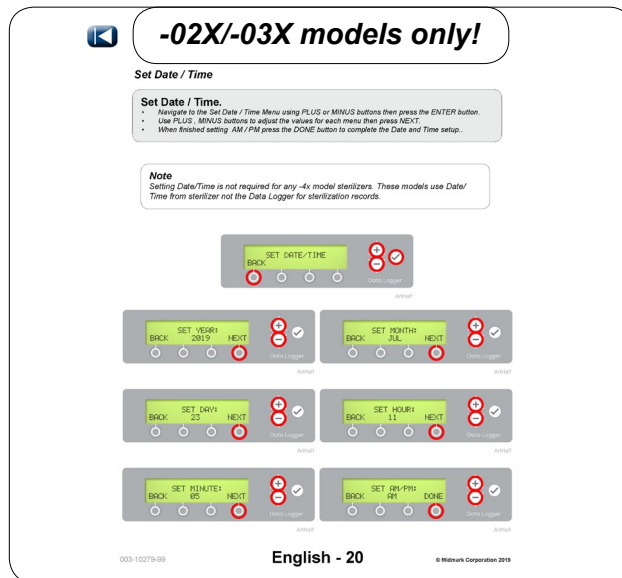 -02X/-03X models only!
Set Date / Time
Set Date / Time.
• Navigate to the Set Date / Time Menu using PLUS or MINUS buttons then press the ENTER button.
• Use PLUS , MINUS buttons to adjust the values for each menu then press NEXT.
• When finished setting AM / PM press the DONE button to complete the Date and Time setup..
Note
Setting Date/Time is not required for any -4x model sterilizers. These models use Date/
Time from sterilizer not the Data Logger for sterilization records.
SET DATE/TIME
BACK
Data Logger
ArtHalf
SET YEAR:
BACK 2019 NEXT
Data Logger
ArtHalf
SET MONTH:
BACK JUL NEXT
Data Logger
ArtHalf
SET DAY:
BACK 23 NEXT
Data Logger
ArtHalf
SET HOUR:
BACK 11 NEXT
Data Logger
ArtHalf
SET MINUTE:
BACK 05 NEXT
Data Logger
ArtHalf
SET AM/PM:
BACK AM DONE
Data Logger
ArtHalf
003-10279-99
English - 20
© Midmark Corporation 2019